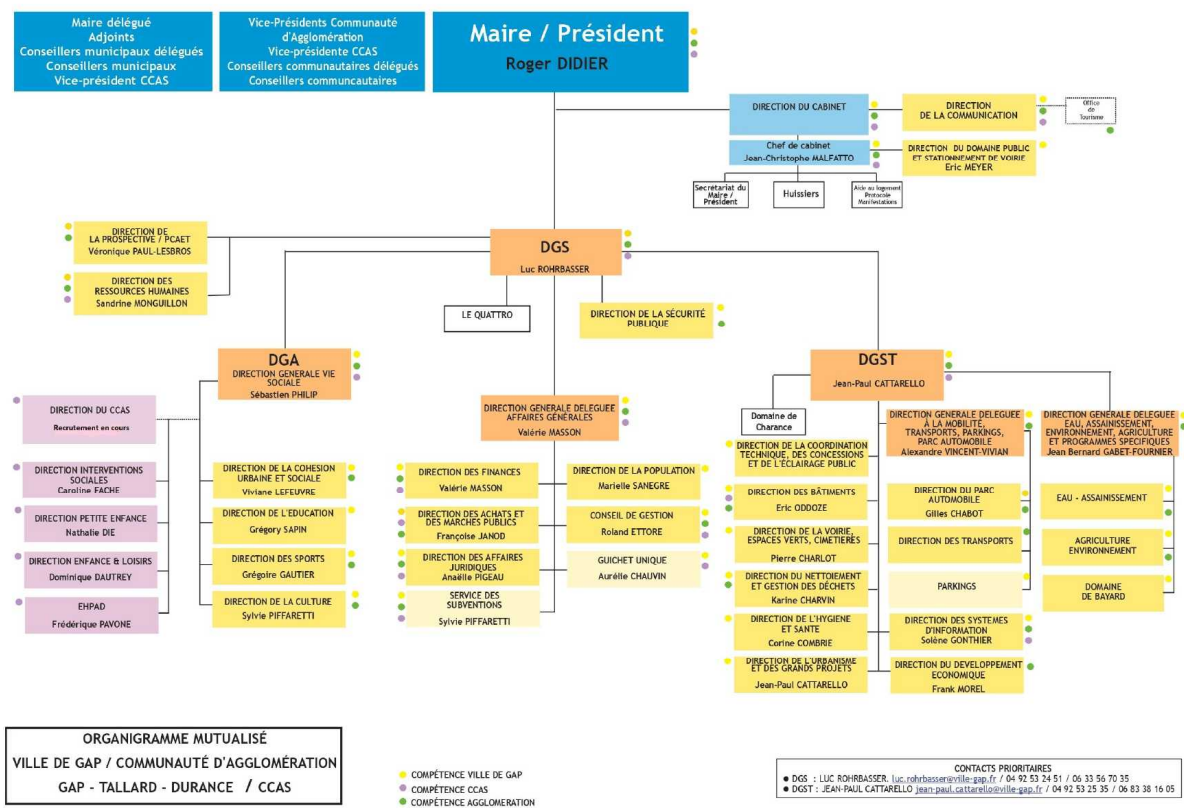 Maire délégué
Adjoints
Conseillers municipaux délégués
Conseillers municipaux
Vice-président CCAS
Vice-Présidents Communauté
d'Agglomération
Vice-présidente CCAS
Conseillers communautaires délégués
Conseillers communcautaires
Maire / Président
Roger DIDIER
DIRECTION DU CABINET
DIRECTION
DE LA COMMUNICATION
Office
de
Tourisme
Chef de cabinet
Jean-Christophe MALFATTO
DIRECTION DU DOMAINE PUBLIC
ET STATIONNEMENT DE VOIRIE
Eric MEYER
Secrétariat du
Maire /
Président
Huissiers
Aide au logement
Protocole
Manifestations
DIRECTION DE
LA PROSPECTIVE / PCAET
Véronique PAUL-LESBROS
DIRECTION DES
RESSOURCES HUMAINES
Sandrine MONGUILLON
DGS
Luc ROHRBASSER
LE QUATTRO
DIRECTION DE LA SÉCURITÉ
PUBLIQUE
DGA
DIRECTION GENERALE VIE
SOCIALE
Sébastien PHILIP
DGST
Jean-Paul CATTARELLO
DIRECTION DU CCAS
Recrutement en cours
DIRECTION INTERVENTIONS
SOCIALES
Caroline FACHE
DIRECTION PETITE ENFANCE
Nathalie DIE
DIRECTION ENFANCE & LOISIRS
Dominique DAUTREY
EHPAD
Frédérique PAVONE
DIRECTION DE LA COHESION
URBAINE ET SOCIALE
Viviane LEFEUVRE
DIRECTION DE L'EDUCATION
Grégory SAPIN
DIRECTION DES SPORTS
Grégoire GAUTIER
DIRECTION DE LA CULTURE
Sylvie PIFFARETTI
DIRECTION GENERALE DELEGUEE
AFFAIRES GÉNÉRALES
Valérie MASSON
DIRECTION DES FINANCES
Valérie MASSON
DIRECTION DES ACHATS ET
DES MARCHÉS PUBLICS
Françoise JANOD
DIRECTION DES AFFAIRES
JURIDIQUES
Anaëlle PIGEAU
SERVICE DES
SUBVENTIONS
Sylvie PIFFARETTI
DIRECTION DE LA POPULATION
Marielle SANEGRE
CONSEIL DE GESTION
Roland ETTORE
GUICHET UNIQUE
Aurélie CHAUVIN
Domaine de
Charance
DIRECTION DE LA COORDINATION
TECHNIQUE, DES CONCESSIONS
ET DE L'ÉCLAIRAGE PUBLIC
DIRECTION DES BÂTIMENTS
Eric ODDOZE
DIRECTION DE LA VOIRIE,
ESPACES VERTS, CIMETIERÈS
Pierre CHARLOT
DIRECTION DU NETTOIEMENT
ET GESTION DES DÉCHETS
Karine CHARVIN
DIRECTION DE L'HYGIENE
ET SANTE
Corine COMBRIE
DIRECTION DE L'URBANISME
ET DES GRANDS PROJETS
Jean-Paul CATTARELLO
DIRECTION GENERALE DELEGUEE
À LA MOBILITÉ,
TRANSPORTS, PARKINGS,
PARC AUTOMOBILE
Alexandre VINCENT-VIVIAN
DIRECTION DU PARC
AUTOMOBILE
Gilles CHABOT
DIRECTION DES TRANSPORTS
PARKINGS
DIRECTION DES SYSTEMES
D'INFORMATION
Solène GONTHIER
DIRECTION DU DEVELOPPEMENT
ECONOMIQUE
Frank MOREL
DIRECTION GENERALE DELEGUEE
EAU, ASSAINISSEMENT,
ENVIRONNEMENT, AGRICULTURE
ET PROGRAMMES SPECIFIQUES
Jean Bernard GABET-FOURNIER
EAU - ASSAINISSEMENT
AGRICULTURE
ENVIRONNEMENT
DOMAINE
DE BAYARD
ORGANIGRAMME MUTUALISÉ
VILLE DE GAP / COMMUNAUTÉ D'AGGLOMÉRATION
GAP - TALLARD - DURANCE / CCAS
COMPÉTENCE VILLE DE GAP
COMPÉTENCE CCAS
COMPÉTENCE AGGLOMERATION
CONTACTS PRIORITAIRES
● DGS : LUC ROHRBASSER. luc.rohrbasser@ville-gap.fr / 04 92 53 24 51 / 06 33 56 70 35
● DGST : JEAN-PAUL CATTARELLO jean-paul.cattarello@ville-gap.fr / 04 92 53 25 35 / 06 83 38 16 05